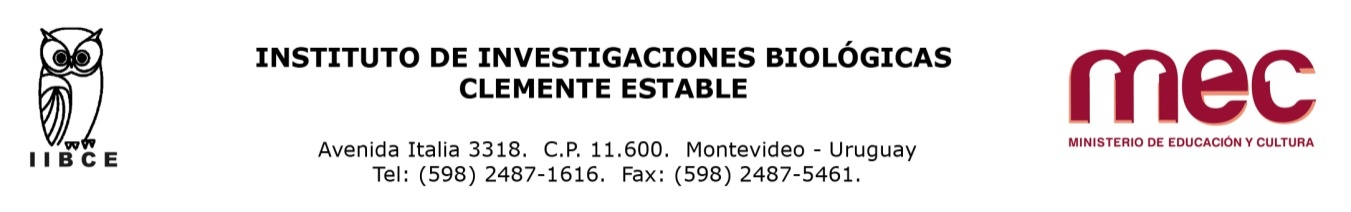 IIBCE
INSTITUTO DE INVESTIGACIONES BIOLÓGICAS
CLEMENTE ESTABLE
Avenida Italia 3318.  C.P. 11.600.  Montevideo - Uruguay
Tel: (598) 2487-1616.  Fax: (598) 2487-5461.
mec
MINISTERIO DE EDUCACIÓN Y CULTURA